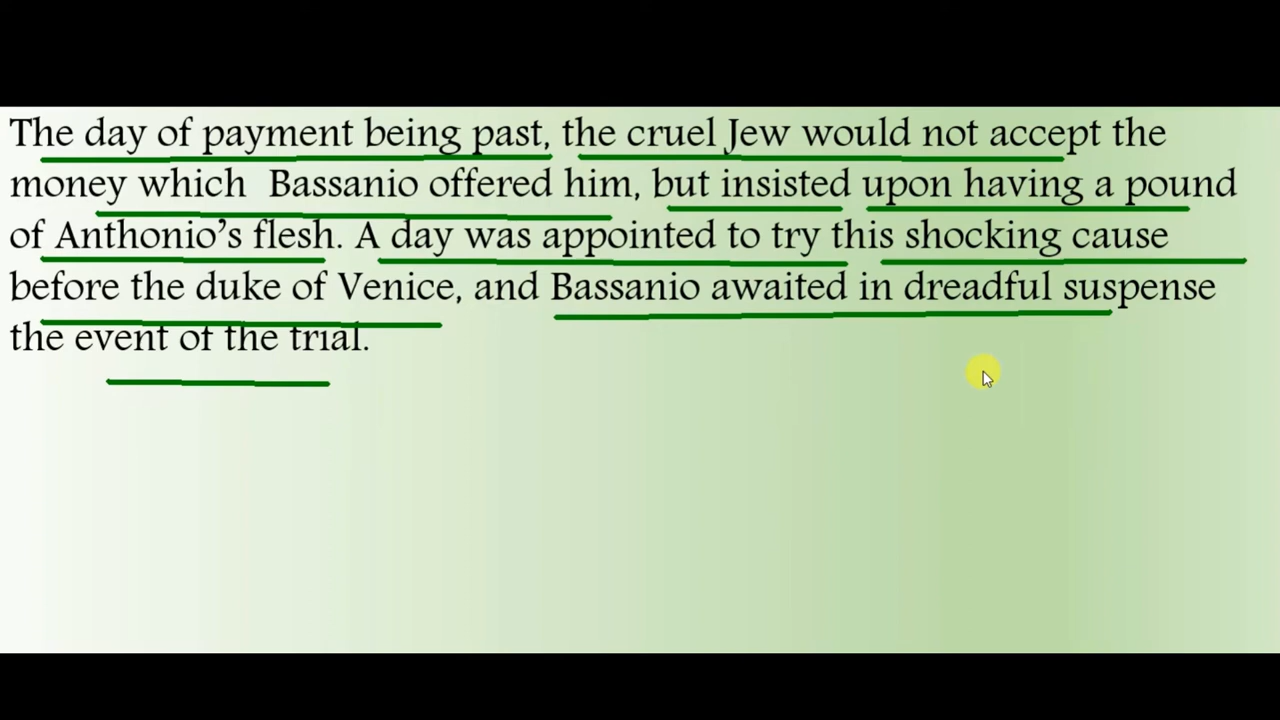 The day of payment being past, the cruel Jew would not accept the
money which Bassanio offered him, but insisted upon having a pound
of Anthonio's flesh. A day was appointed to try this shocking cause
before the duke of Venice, and Bassanio awaited in dreadful suspense
the event of the trial.